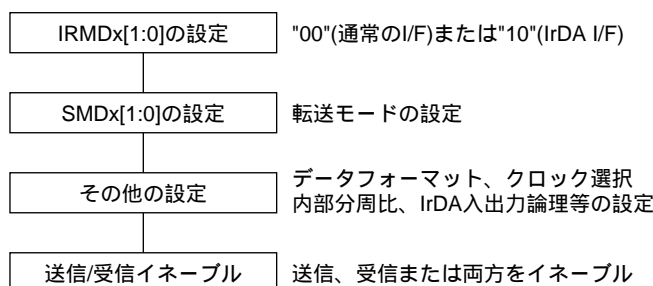 IRMDx[1:0]の設定
"00"(通常のI/F)または"10"(IrDA I/F)
SMDx[1:0]の設定
転送モードの設定
その他の設定
データフォーマット、クロック選択
内部分周比、IrDA入出力論理等の設定
送信/受信イネーブル
送信、受信または両方をイネーブル